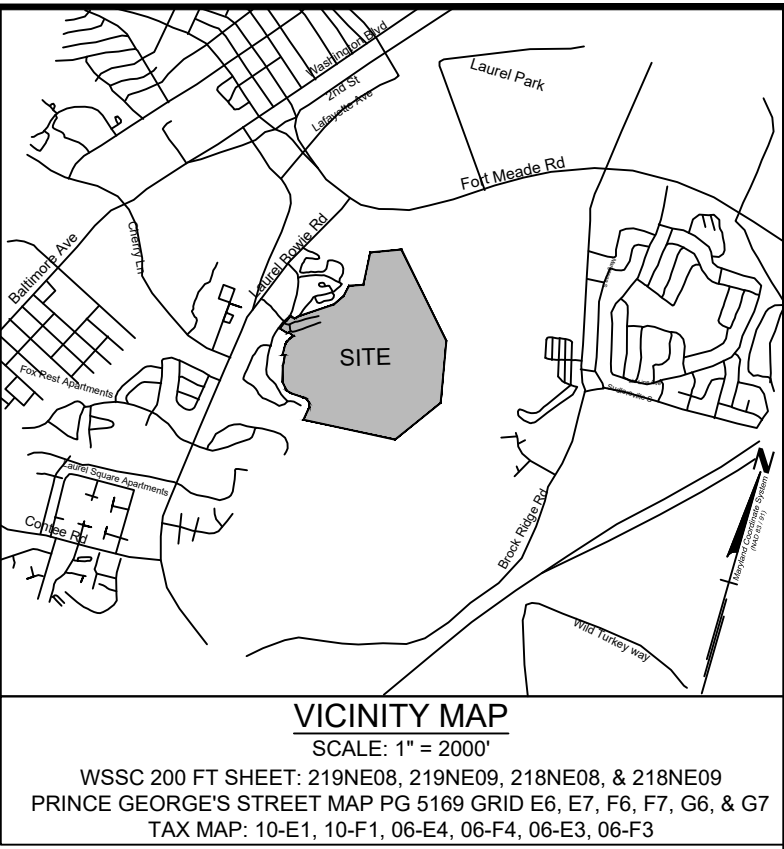 Washington Blvd
2nd St
Lafayette Ave
Laurel Park
Fort Meade Rd
Cherry Ln
Laurel Bowie Rd
Baltimore Ave
SITE
Fox Rest Apartments
Laurel Square Apartments
Contee Rd
Brock Ridge Rd
N
Maryland Coordinate System
(NAD 83 / 91)
Wild Turkey way
VICINITY MAP
SCALE: 1" = 2000'
WSSC 200 FT SHEET: 219NE08, 219NE09, 218NE08, & 218NE09
PRINCE GEORGE'S STREET MAP PG 5169 GRID E6, E7, F6, F7, G6, & G7
TAX MAP: 10-E1, 10-F1, 06-E4, 06-F4, 06-E3, 06-F3